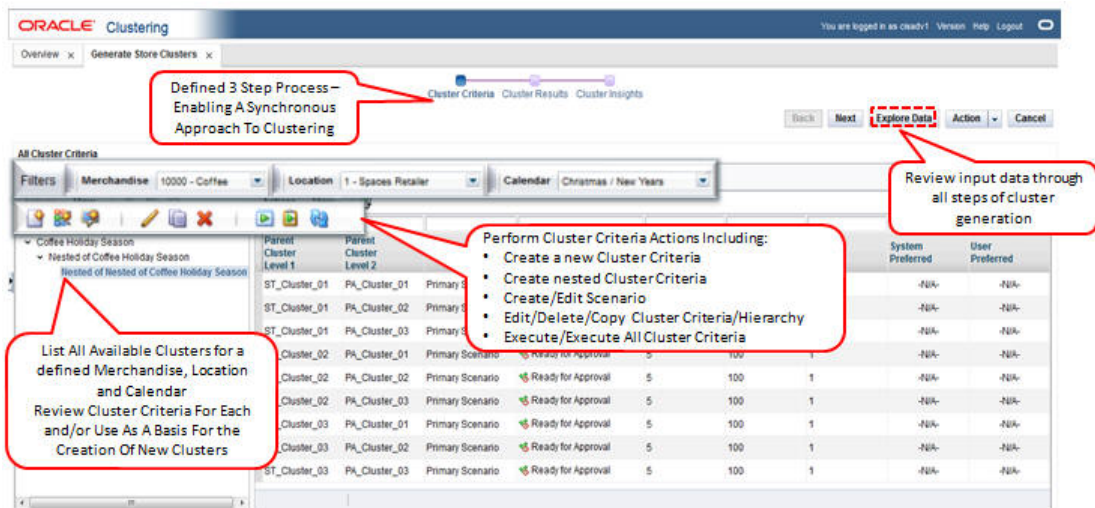 ORACLE Clustering
You are logged in as cisadv1 Version Help Logout
Overview x Generate Store Clusters x
Defined 3 Step Process –
Enabling A Synchronous
Approach To Clustering
Cluster Criteria Cluster Results Cluster Insights
Back Next Explore Data Action Cancel
All Cluster Criteria
Filters Merchandise 10000 - Coffee Location 1 - Spaces Retailer Calendar Christmas / New Years
Review input data through
all steps of cluster
generation
Coffee Holiday Season
Nested of Coffee Holiday Season
Nested of Nested of Coffee Holiday Season
Perform Cluster Criteria Actions Including:
• Create a new Cluster Criteria
• Create nested Cluster Criteria
• Create/Edit Scenario
• Edit/Delete/Copy Cluster Criteria/Hierarchy
• Execute/Execute All Cluster Criteria
List All Available Clusters for a
defined Merchandise, Location
and Calendar
Review Cluster Criteria For Each
and/or Use As A Basis For the
Creation Of New Clusters
Parent Cluster Level 1 Parent Cluster Level 2 System Preferred User Preferred
ST_Cluster_01 PA_Cluster_01 Primary S -N/A- -N/A-
ST_Cluster_01 PA_Cluster_02 Primary S -N/A- -N/A-
ST_Cluster_01 PA_Cluster_03 Primary S -N/A- -N/A-
Cluster_02 PA_Cluster_01 Primary Scenario Ready for Approval 5 100 1 -N/A- -N/A-
Cluster_02 PA_Cluster_02 Primary Scenario Ready for Approval 5 100 1 -N/A- -N/A-
Cluster_02 PA_Cluster_03 Primary Scenario Ready for Approval 5 100 1 -N/A- -N/A-
Cluster_03 PA_Cluster_01 Primary Scenario Ready for Approval 5 100 1 -N/A- -N/A-
Cluster_03 PA_Cluster_02 Primary Scenario Ready for Approval 5 100 1 -N/A- -N/A-
ST_Cluster_03 PA_Cluster_03 Primary Scenario Ready for Approval 5 100 1 -N/A- -N/A-